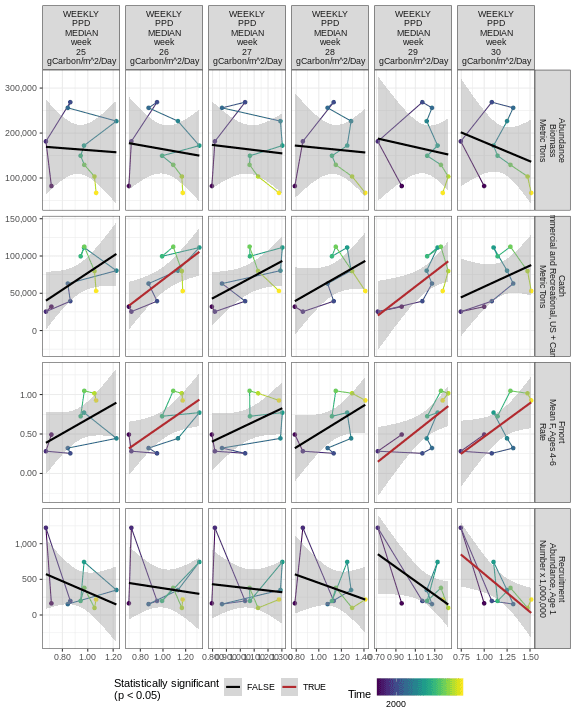 WEEKLY WEEKLY WEEKLY WEEKLY WEEKLY WEEKLY
PPD PPD PPD PPD PPD PPD
MEDIAN MEDIAN MEDIAN MEDIAN MEDIAN MEDIAN
week week week week week week
25 26 27 28 29 30
gCarbon/m^2/Day gCarbon/m^2/Day gCarbon/m^2/Day gCarbon/m^2/Day gCarbon/m^2/Day gCarbon/m^2/Day
300,000
200,000
100,000
Abundance
Biomass
Metric Tons
150,000
100,000
50,000
0
Catch
mmercial and Recreational, US + Can
Metric Tons
1.00
0.50
0.00
Fmort
Mean F, Ages 4-6
Rate
1,000
500
0
Recruitment
Abundance, Age 1
Number x 1,000,000
0.80 1.00 1.20 0.80 1.00 1.20 0.80 1.00 1.20 1.40 0.70 0.90 1.10 1.30 0.75 1.00 1.25 1.50
Statistically significant
(p < 0.05)
FALSE TRUE
Time
2000